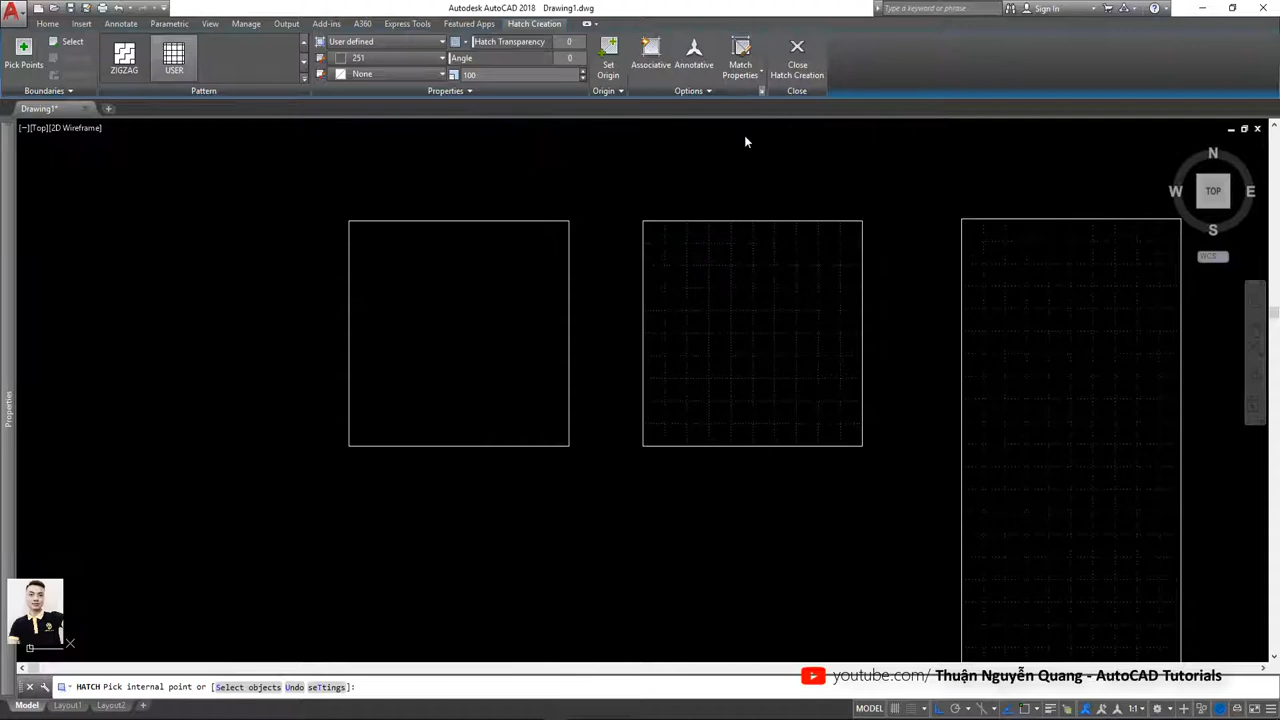 Autodesk AutoCAD 2018 Drawing1.dwg
Type a keyword or phrase
Sign In
Home Insert Annotate Parametric View Manage Output Add-ins A360 Express Tools Featured Apps Hatch Creation
Pick Points
Select
Boundaries
ZIGZAG
USER
Pattern
User defined
251
None
Hatch Transparency 0
Angle 0
100
Properties
Set Origin
Origin
Associative
Annotative
Match Properties
Options
Close Hatch Creation
Close
Drawing1*
[−][Top][2D Wireframe]
N
W TOP E
S
WCS
Properties
X
youtube.com/ Thuận Nguyễn Quang - AutoCAD Tutorials
HATCH Pick internal point or [Select objects Undo seTtings]:
Model Layout1 Layout2
MODEL
1:1